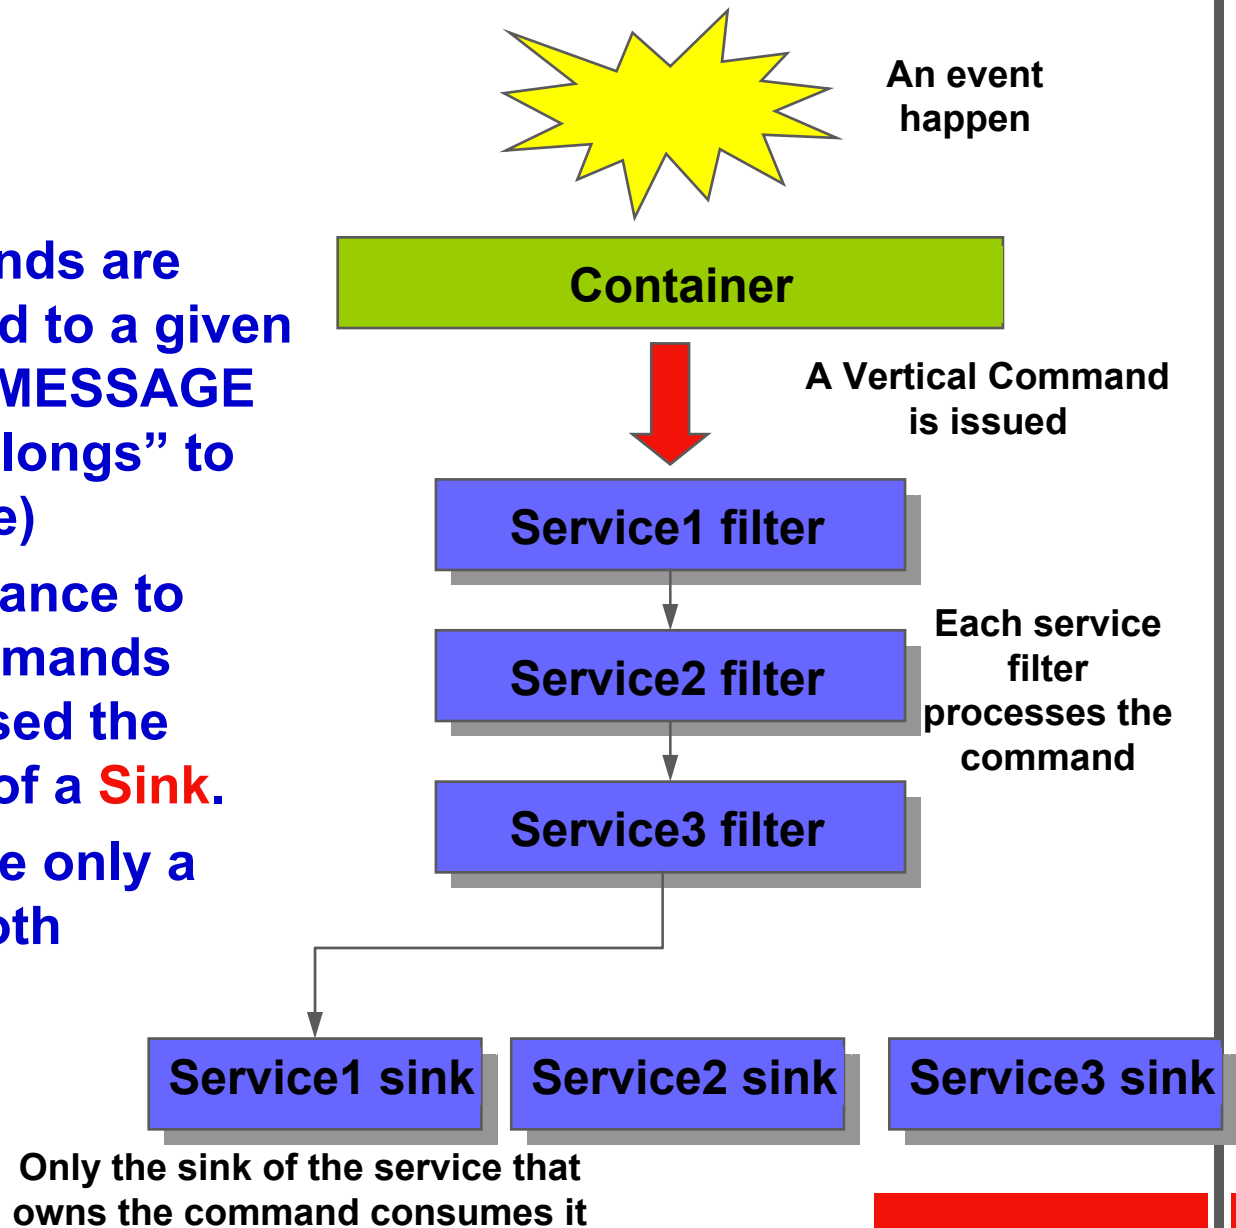 An event
happen
Container
A Vertical Command
is issued
Service1 filter
Service2 filter
Service3 filter
Each service
filter
processes the
command
nds are
d to a given
MESSAGE
longs” to
e)
ance to
mands
sed the
of a Sink.
e only a
oth
Service1 sink
Service2 sink
Service3 sink
Only the sink of the service that
owns the command consumes it